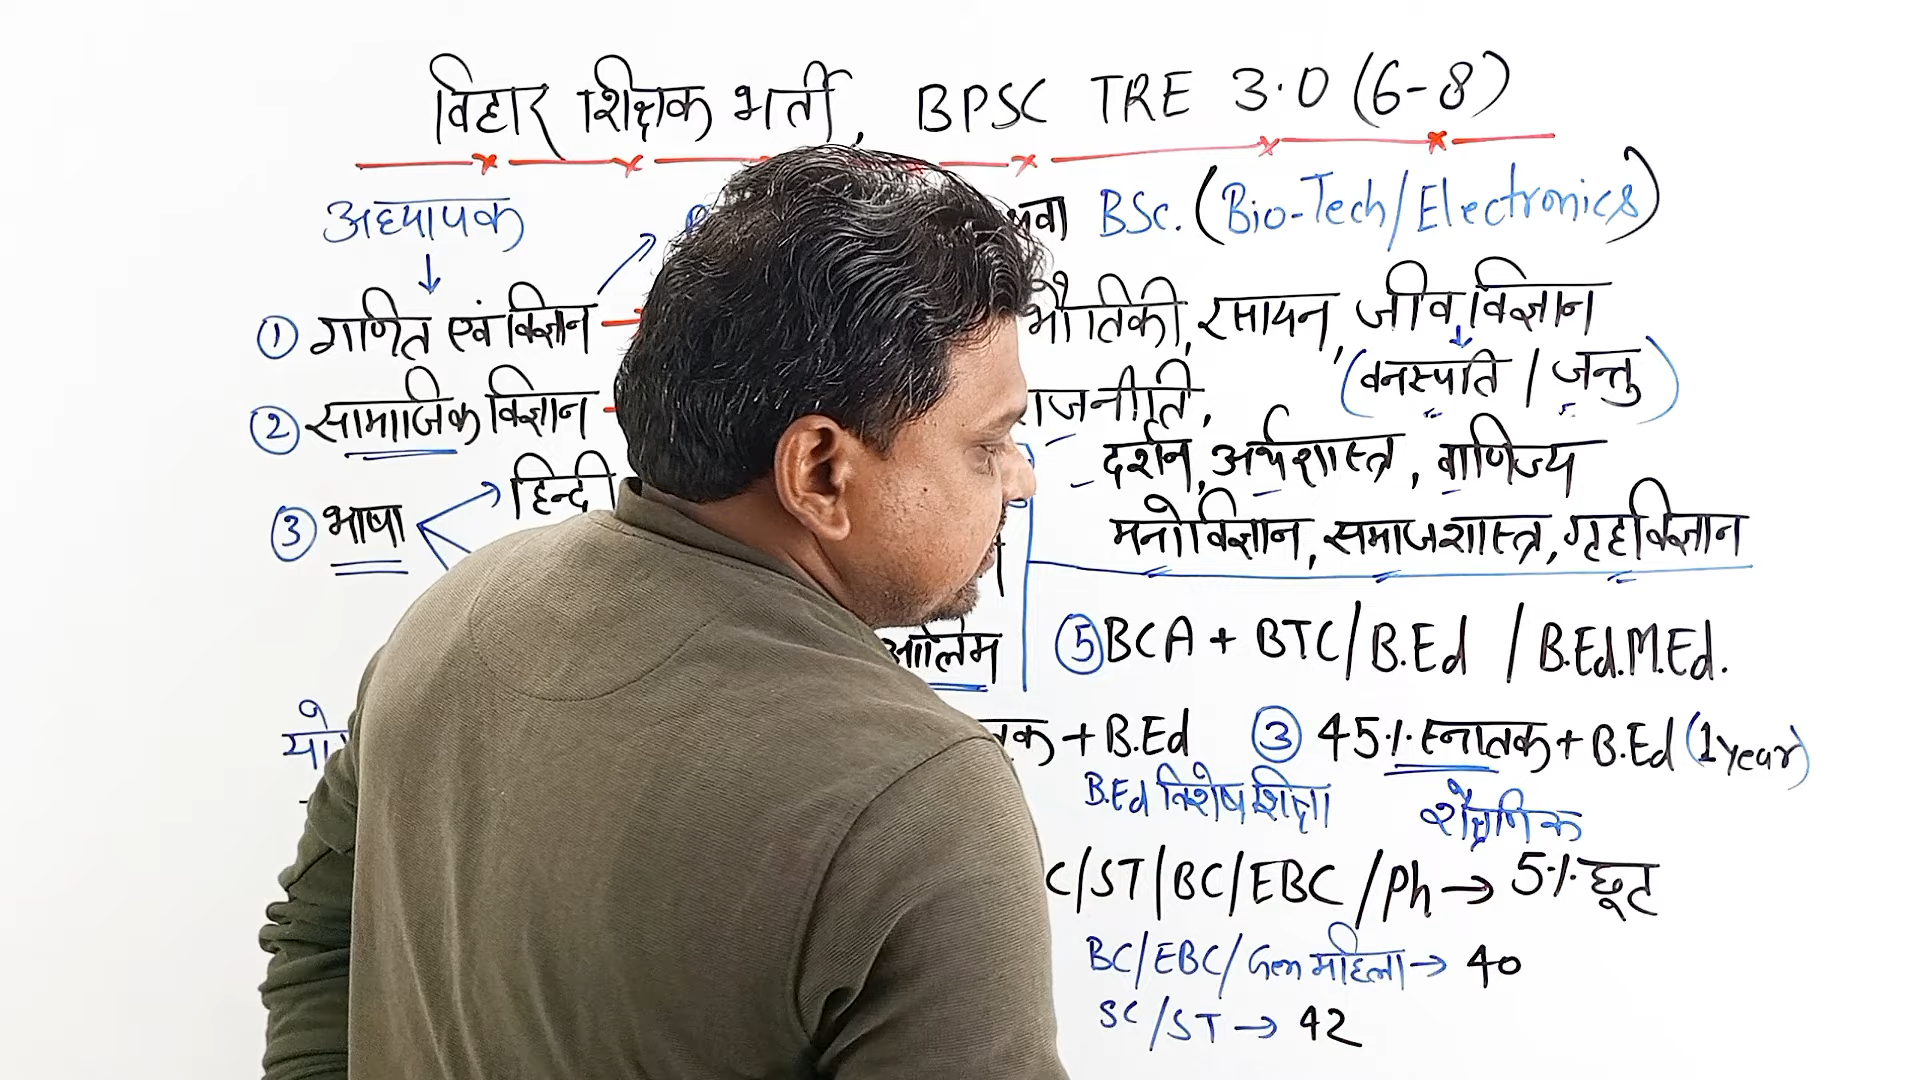 बिहार शिक्षक भर्ती, BPSC TRE 3.0 (6-8)
अध्यापक
BSc. (Bio-Tech/Electronics)
① गणित एवं विज्ञान
भौतिकी, रसायन, जीव विज्ञान
(वनस्पति / जन्तु)
② सामाजिक विज्ञान
राजनीति,
दर्शन, अर्थशास्त्र, वाणिज्य
③ भाषा
हिन्दी
मनोविज्ञान, समाजशास्त्र, गृहविज्ञान
आलिम
⑤ BCA + BTC/B.Ed / B.Ed.M.Ed.
+ B.Ed
③ 45% स्नातक + B.Ed (1 year)
B.Ed विशेष शिक्षा
शैक्षणिक
/ST/BC/EBC/Ph → 5% छूट
BC/EBC/Gen महिला → 40
SC/ST → 42